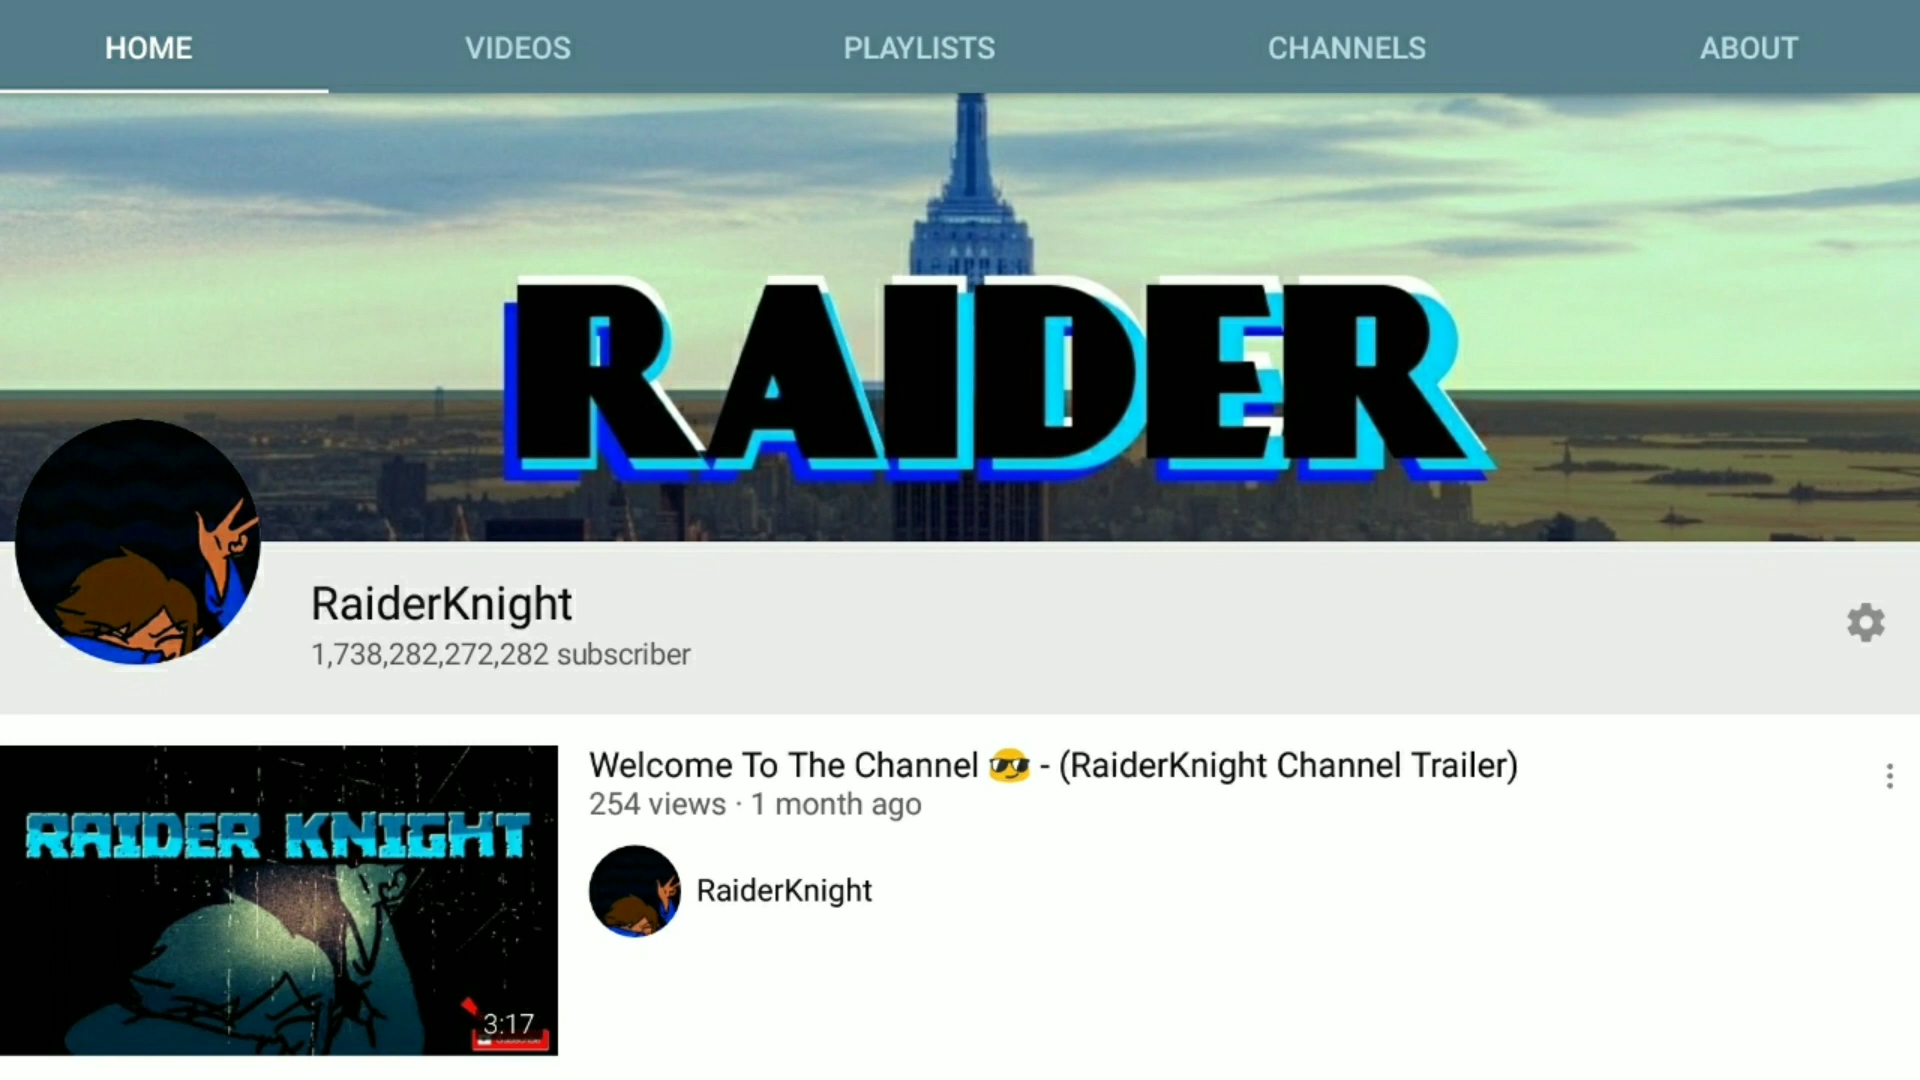 HOME VIDEOS PLAYLISTS CHANNELS ABOUT
RAIDER
RaiderKnight
1,738,282,272,282 subscriber
RAIDER KNIGHT
3:17
Welcome To The Channel 😎 - (RaiderKnight Channel Trailer)
254 views · 1 month ago
RaiderKnight